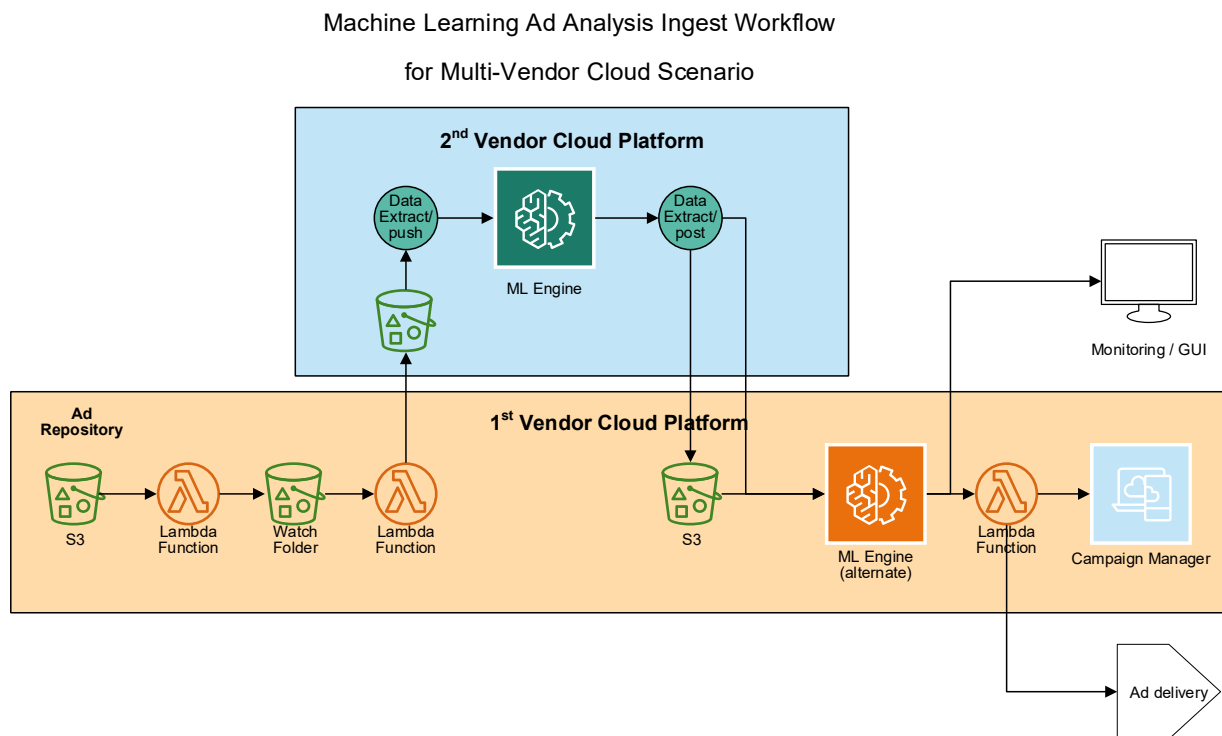 Machine Learning Ad Analysis Ingest Workflow
for Multi-Vendor Cloud Scenario
2nd Vendor Cloud Platform
Data
Extract/
push
ML Engine
Data
Extract/
post
Monitoring / GUI
Ad
Repository
1st Vendor Cloud Platform
S3
Lambda
Function
Watch
Folder
Lambda
Function
S3
ML Engine
(alternate)
Lambda
Function
Campaign Manager
Ad delivery